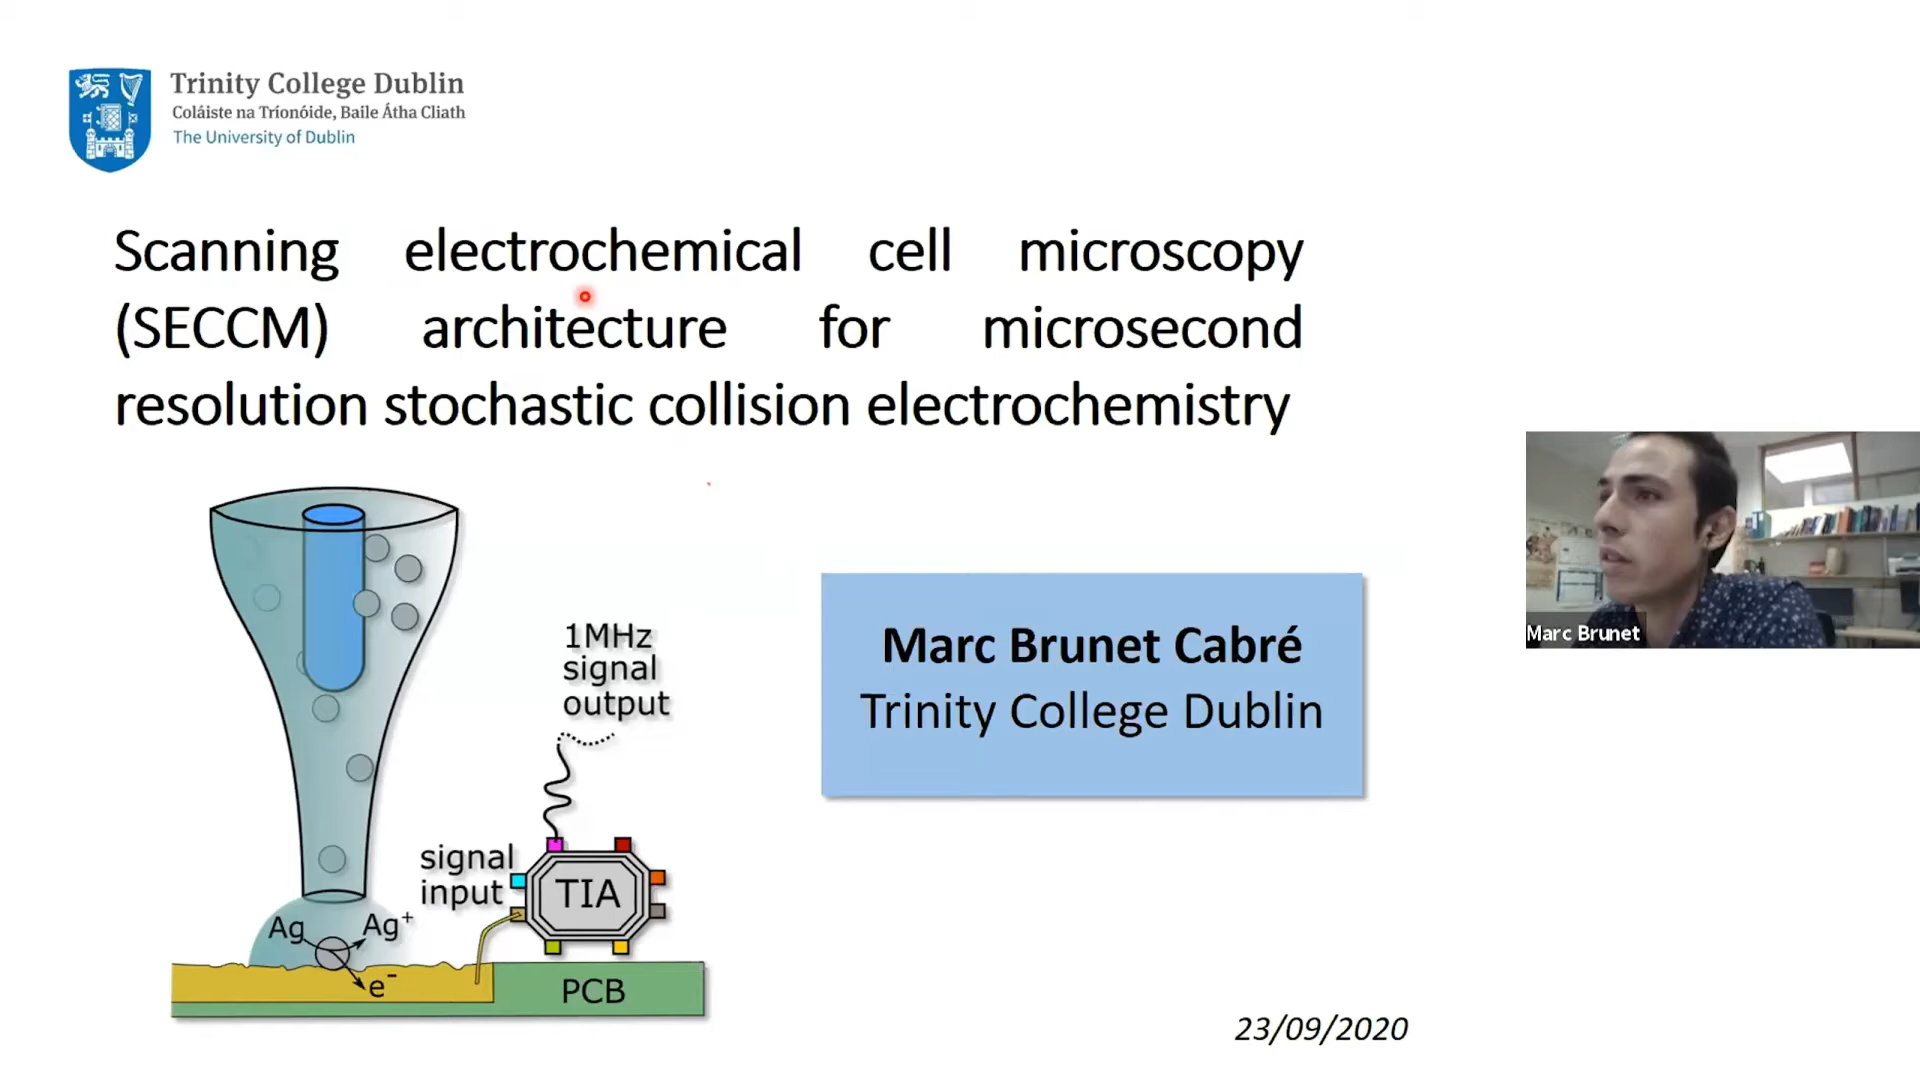 Trinity College Dublin
Coláiste na Tríonóide, Baile Átha Cliath
The University of Dublin
Scanning electrochemical cell microscopy
(SECCM) architecture for microsecond
resolution stochastic collision electrochemistry
1MHz
signal
output
signal
input
TIA
Ag
Ag⁺
e⁻
PCB
Marc Brunet Cabré
Trinity College Dublin
23/09/2020
Marc Brunet